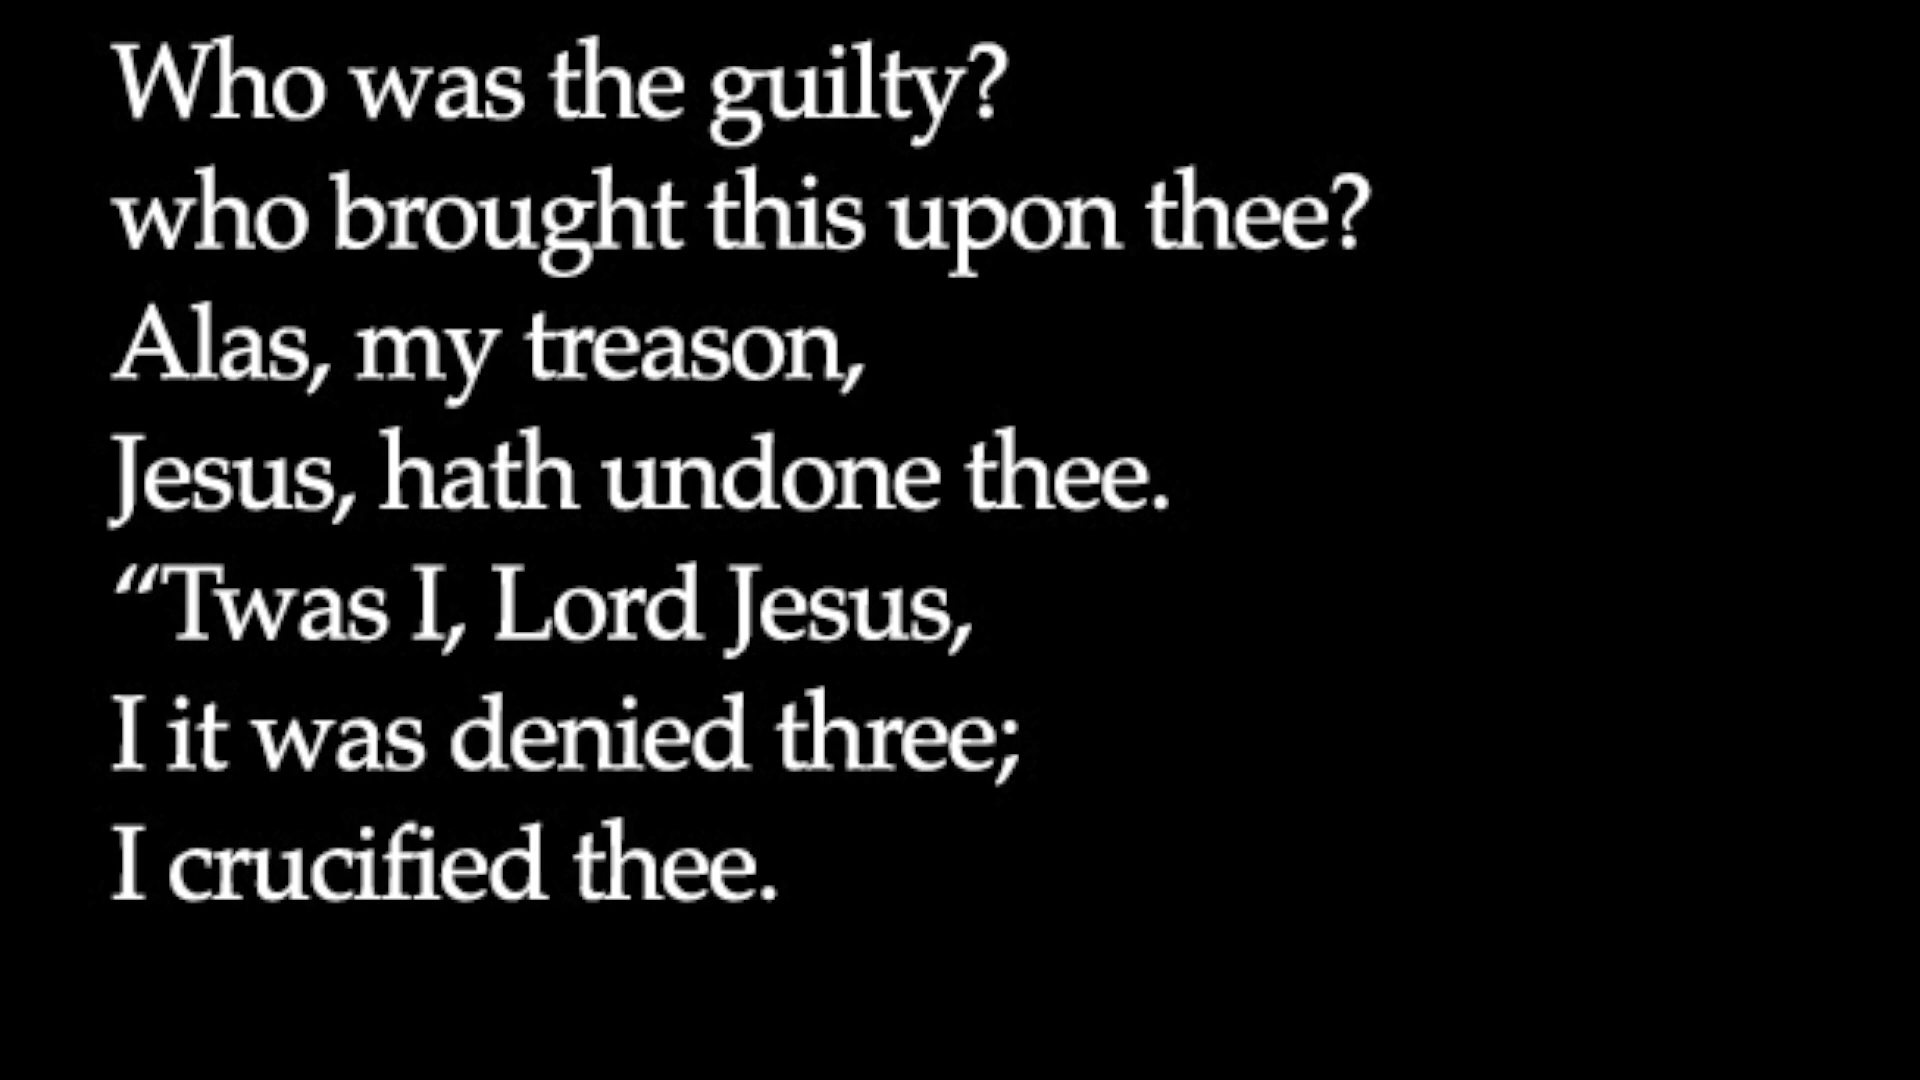 Who was the guilty?
who brought this upon thee?
Alas, my treason,
Jesus, hath undone thee.
“Twas I, Lord Jesus,
I it was denied three;
I crucified thee.